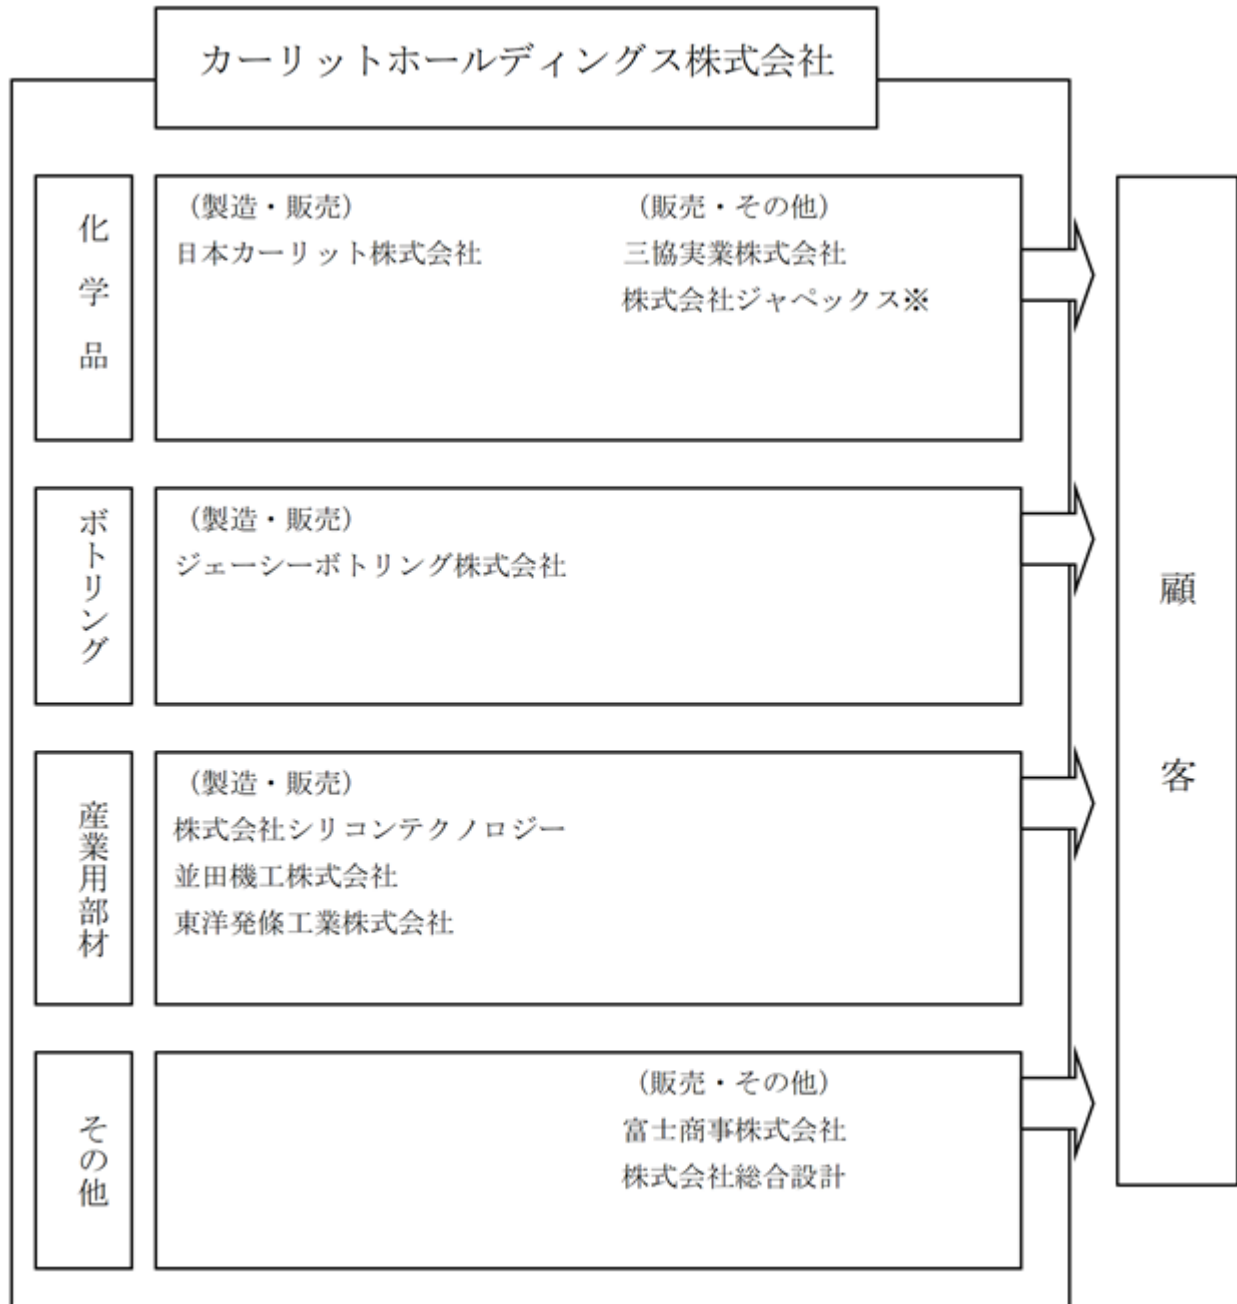 カーリットホールディングス株式会社
化学品
（製造・販売）
日本カーリット株式会社
（販売・その他）
三協実業株式会社
株式会社ジャペックス※
ボトリング
（製造・販売）
ジェーシーボトリング株式会社
産業用部材
（製造・販売）
株式会社シリコンテクノロジー
並田機工株式会社
東洋発條工業株式会社
その他
（販売・その他）
富士商事株式会社
株式会社総合設計
顧客